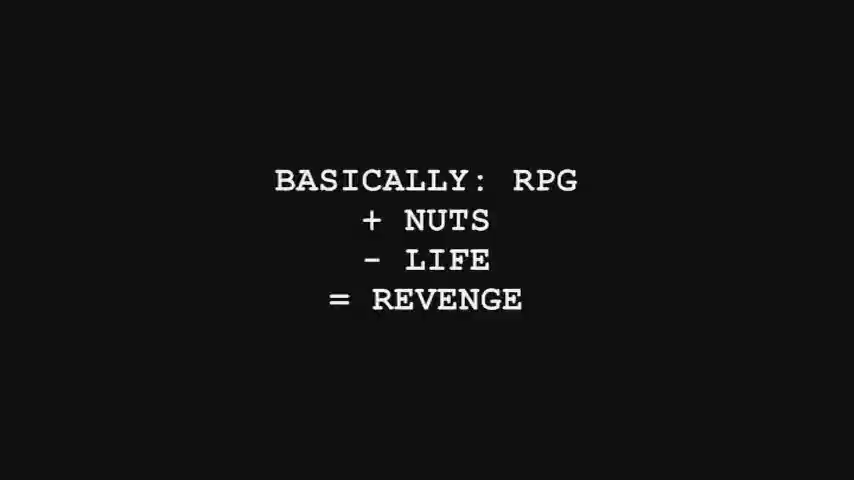 BASICALLY: RPG
+ NUTS
- LIFE
= REVENGE